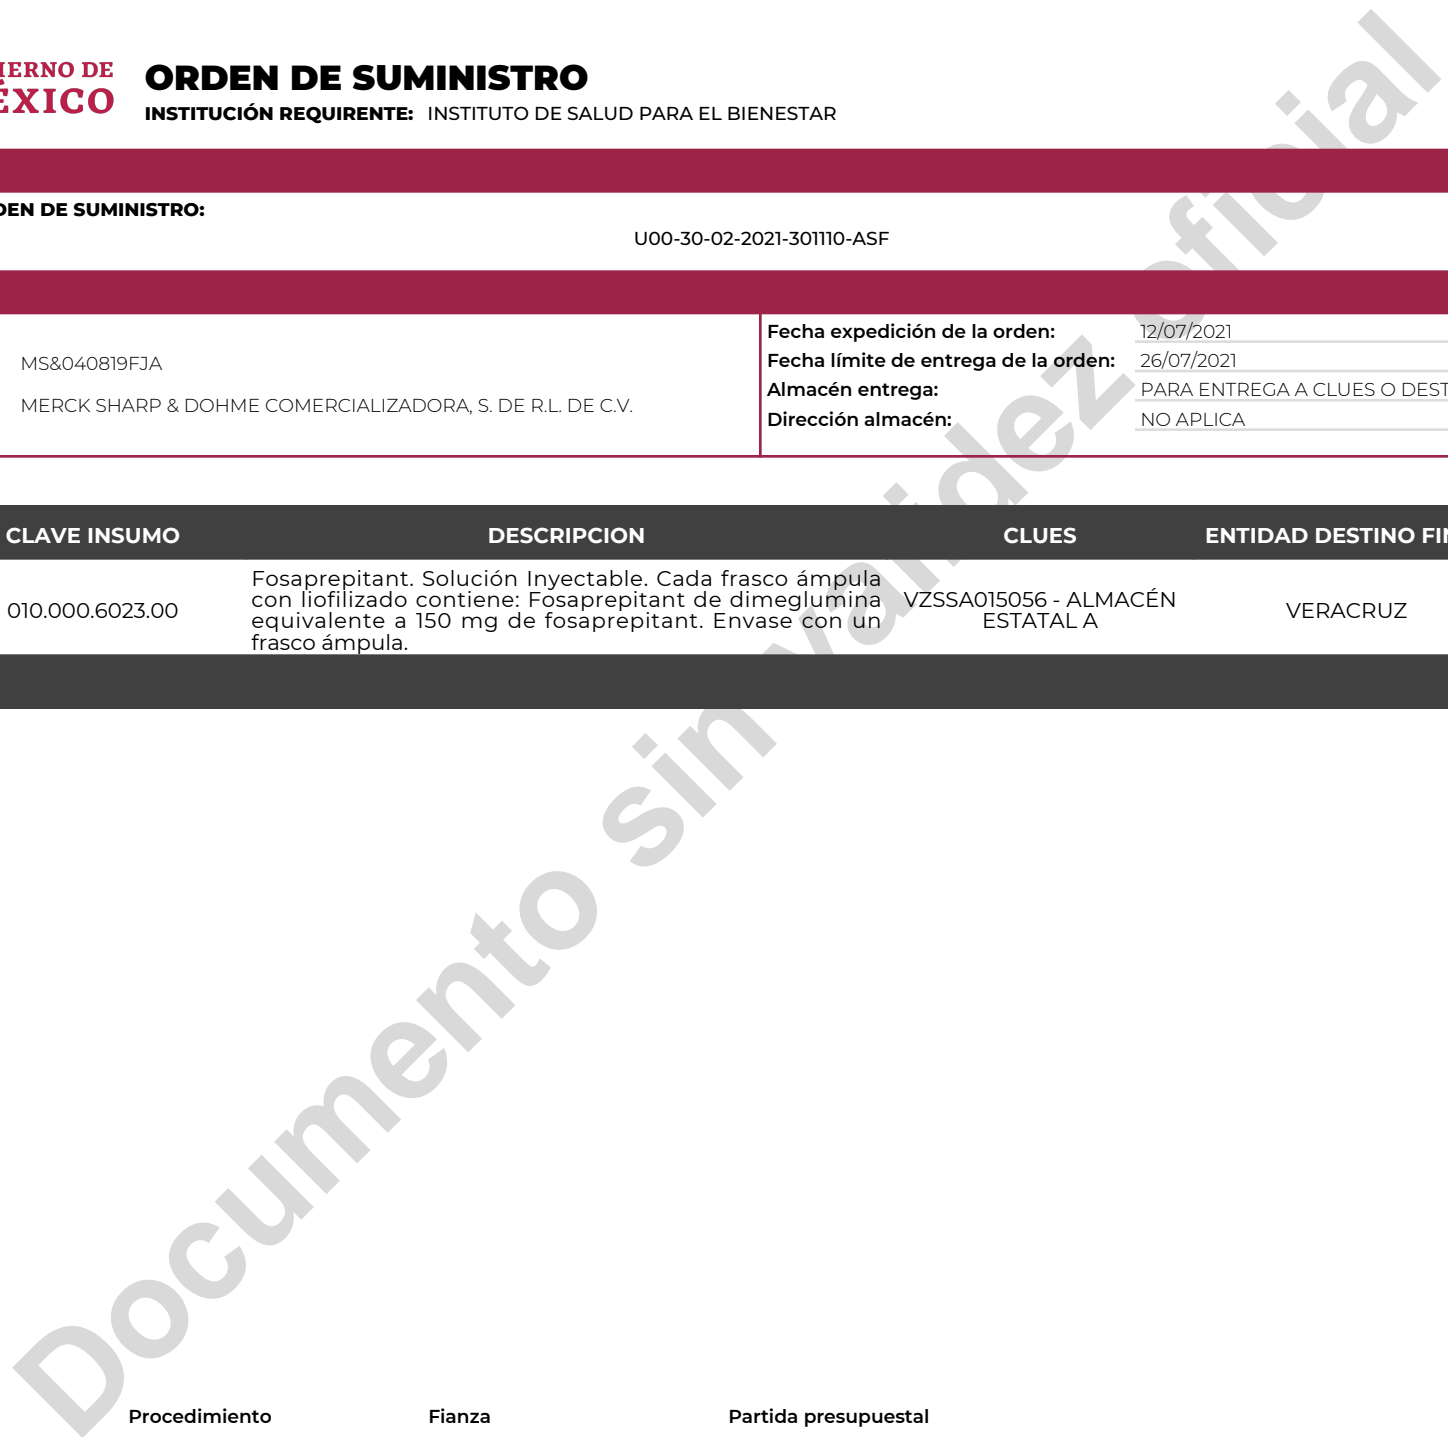 IERNO DE
ÉXICO
ORDEN DE SUMINISTRO
INSTITUCIÓN REQUIRENTE: INSTITUTO DE SALUD PARA EL BIENESTAR
DEN DE SUMINISTRO:
U00-30-02-2021-301110-ASF
MS&040819FJA
MERCK SHARP & DOHME COMERCIALIZADORA, S. DE R.L. DE C.V.
Fecha expedición de la orden: 12/07/2021
Fecha límite de entrega de la orden: 26/07/2021
Almacén entrega: PARA ENTREGA A CLUES O DEST
Dirección almacén: NO APLICA
CLAVE INSUMO DESCRIPCION CLUES ENTIDAD DESTINO FIN
010.000.6023.00
Fosaprepitant. Solución Inyectable. Cada frasco ámpula
con liofilizado contiene: Fosaprepitant de dimeglumina
equivalente a 150 mg de fosaprepitant. Envase con un
frasco ámpula.
VZSSA015056 - ALMACÉN
ESTATAL A
VERACRUZ
Documento sin validez oficial
Procedimiento Fianza Partida presupuestal